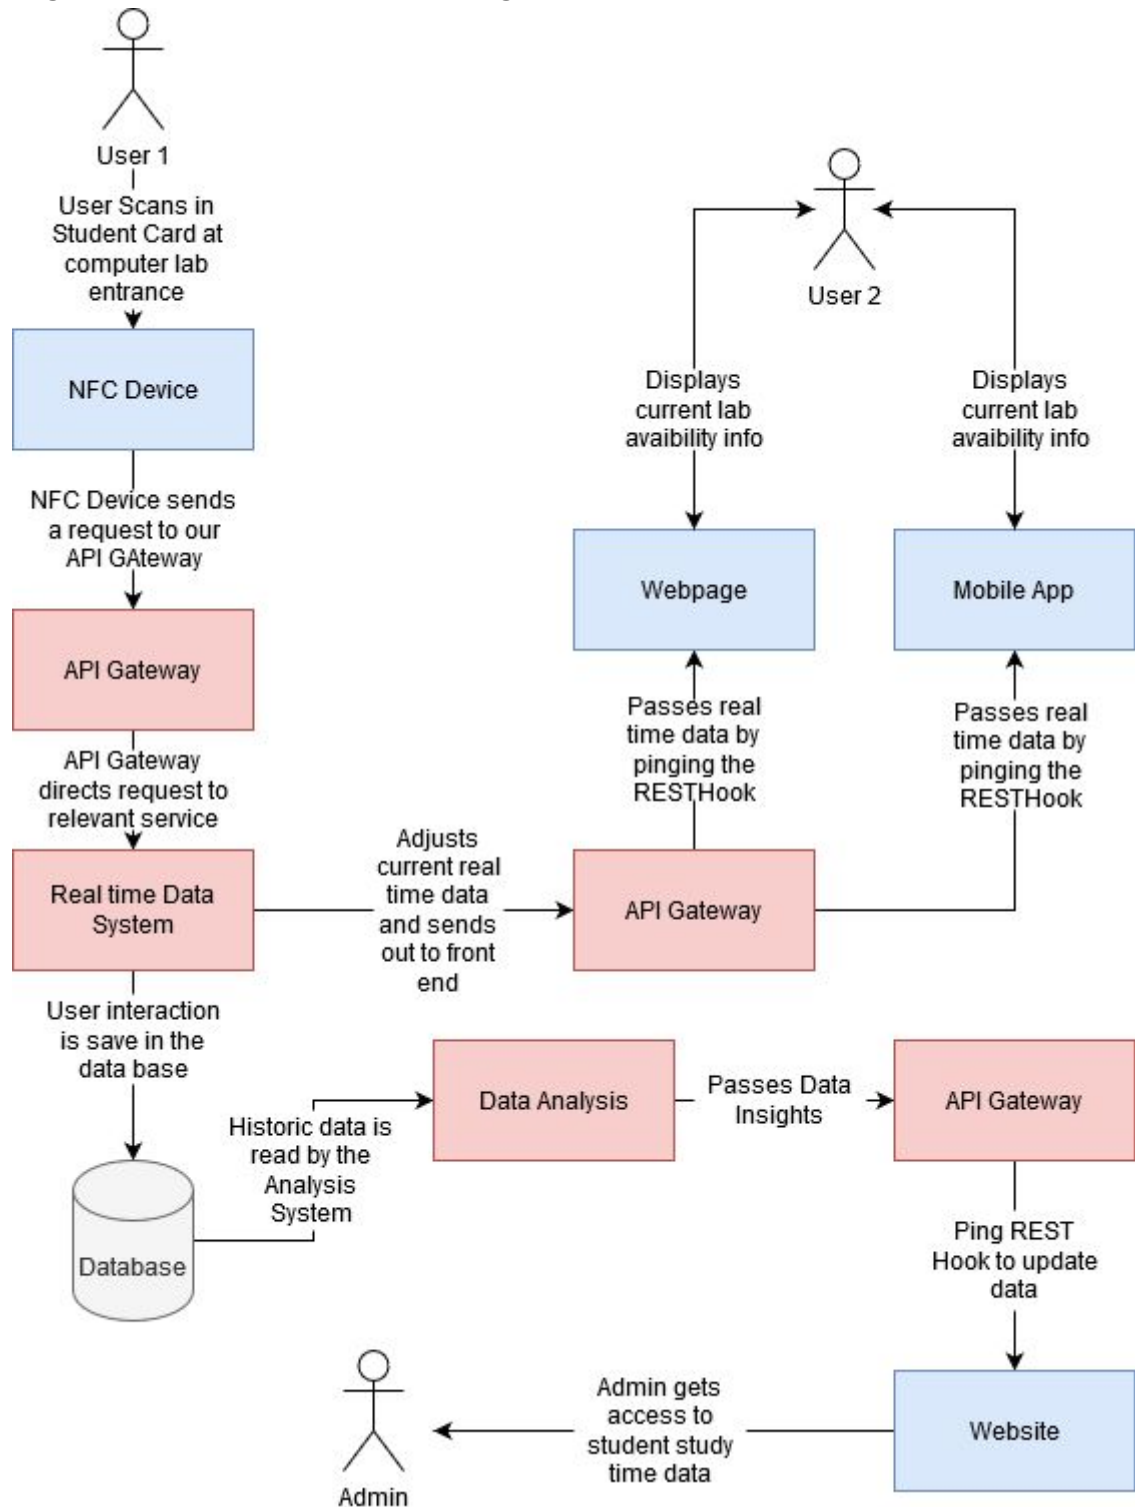 User 1
User Scans in
Student Card at
computer lab
entrance
NFC Device
NFC Device sends
a request to our
API GAteway
API Gateway
API Gateway
directs request to
relevant service
Real time Data
System
User interaction
is save in the
data base
Database
Historic data is
read by the
Analysis
System
Adjusts
current real
time data
and sends
out to front
end
API Gateway
Passes real
time data by
pinging the
RESTHook
Passes real
time data by
pinging the
RESTHook
Webpage
Mobile App
Displays
current lab
avaibility info
Displays
current lab
avaibility info
User 2
Data Analysis
Passes Data
Insights
API Gateway
Ping REST
Hook to update
data
Website
Admin gets
access to
student study
time data
Admin